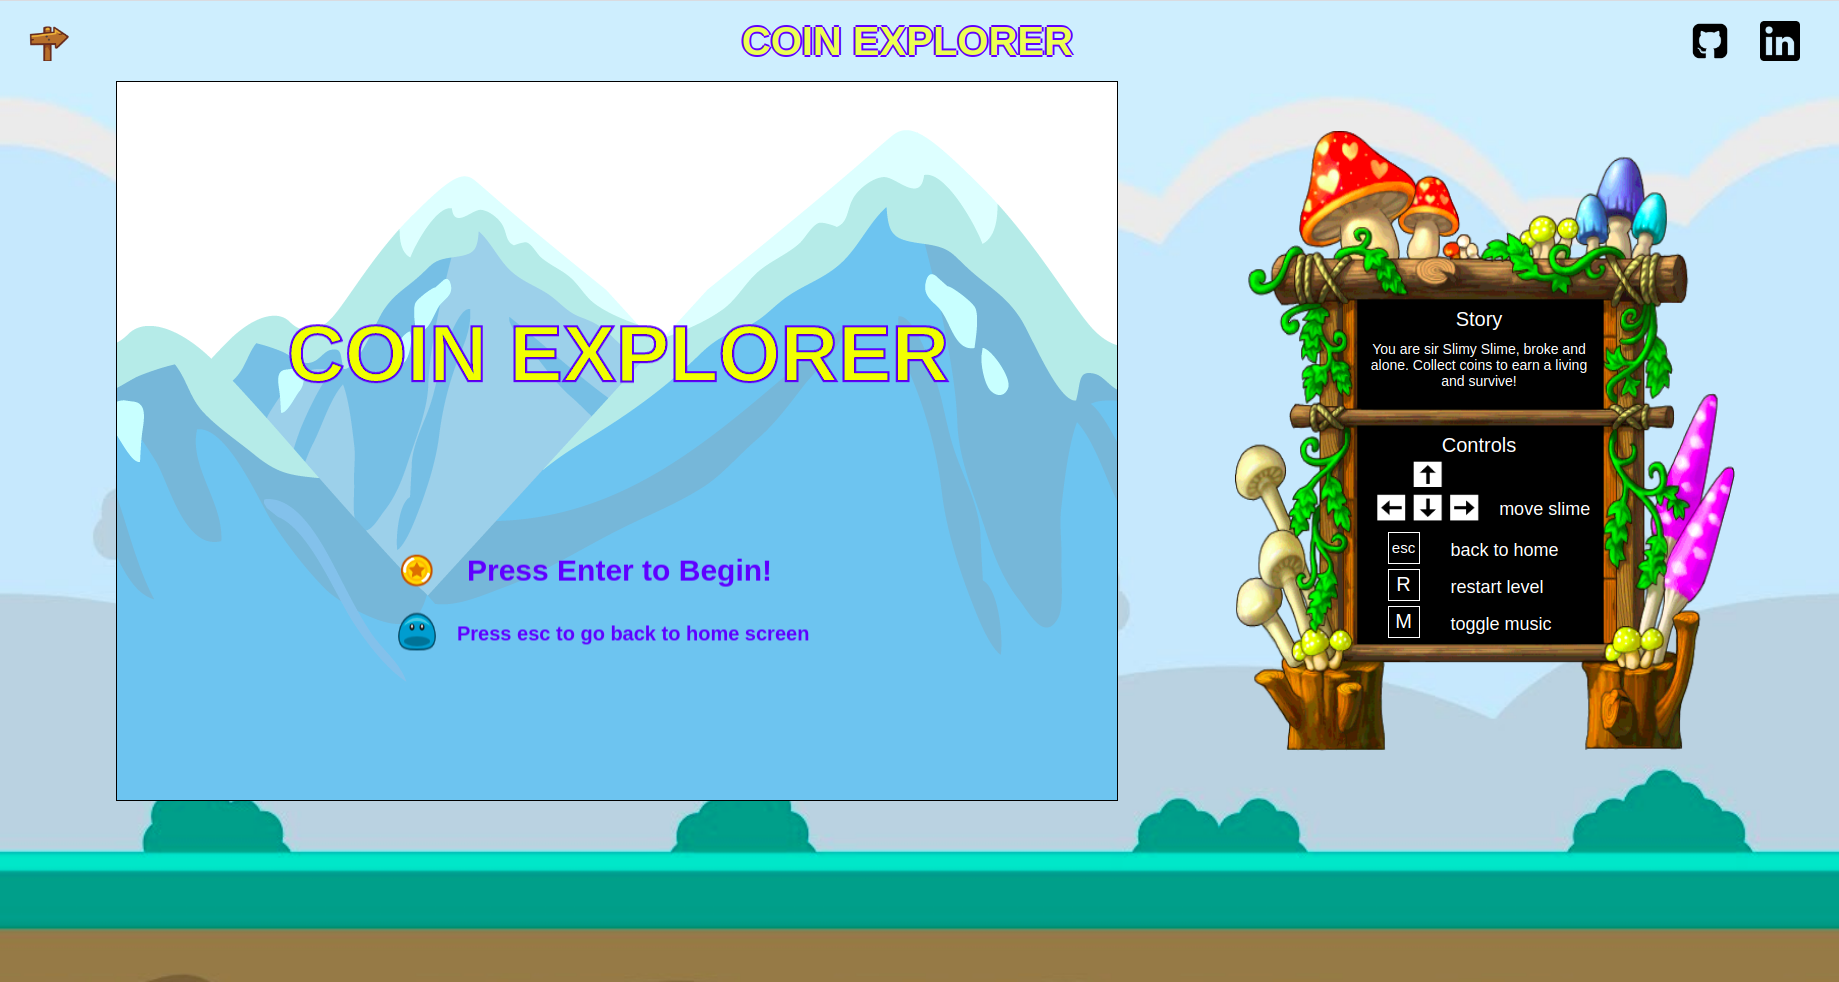 COIN EXPLORER
in
COIN EXPLORER
Press Enter to Begin!
Press esc to go back to home screen
Story
You are sir Slimy Slime, broke and
alone. Collect coins to earn a living
and survive!
Controls
move slime
esc back to home
R restart level
M toggle music